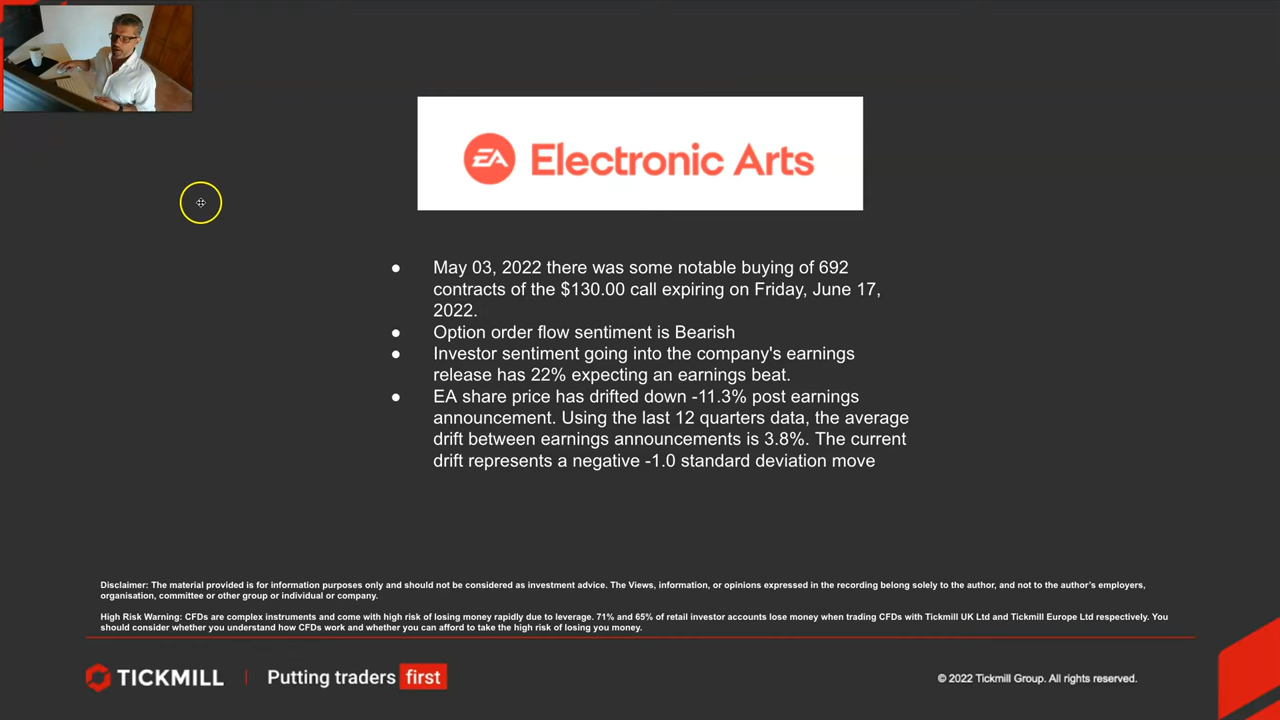 EA Electronic Arts
● May 03, 2022 there was some notable buying of 692
contracts of the $130.00 call expiring on Friday, June 17,
2022.
● Option order flow sentiment is Bearish
● Investor sentiment going into the company's earnings
release has 22% expecting an earnings beat.
● EA share price has drifted down -11.3% post earnings
announcement. Using the last 12 quarters data, the average
drift between earnings announcements is 3.8%. The current
drift represents a negative -1.0 standard deviation move
Disclaimer: The material provided is for information purposes only and should not be considered as investment advice. The Views, information, or opinions expressed in the recording belong solely to the author, and not to the author's employers,
organisation, committee or other group or individual or company.
High Risk Warning: CFDs are complex instruments and come with high risk of losing money rapidly due to leverage. 71% and 65% of retail investor accounts lose money when trading CFDs with Tickmill UK Ltd and Tickmill Europe Ltd respectively. You
should consider whether you understand how CFDs work and whether you can afford to take the high risk of losing you money.
TICKMILL | Putting traders first
© 2022 Tickmill Group. All rights reserved.